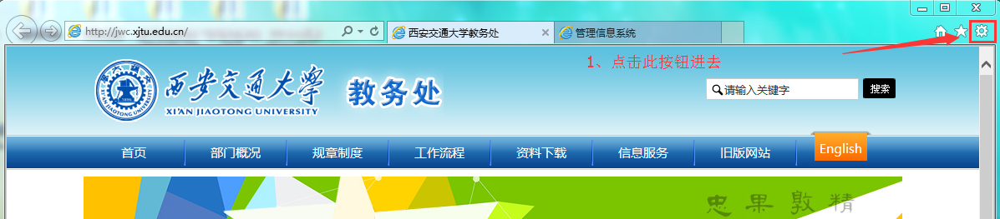 http://jwc.xjtu.edu.cn/
西安交通大学教务处
管理信息系统
1、点击此按钮进去
西安交通大学
XI'AN JIAOTONG UNIVERSITY
教务处
请输入关键字
搜索
首页
部门概况
规章制度
工作流程
资料下载
信息服务
旧版网站
English
忠 果 敦 精